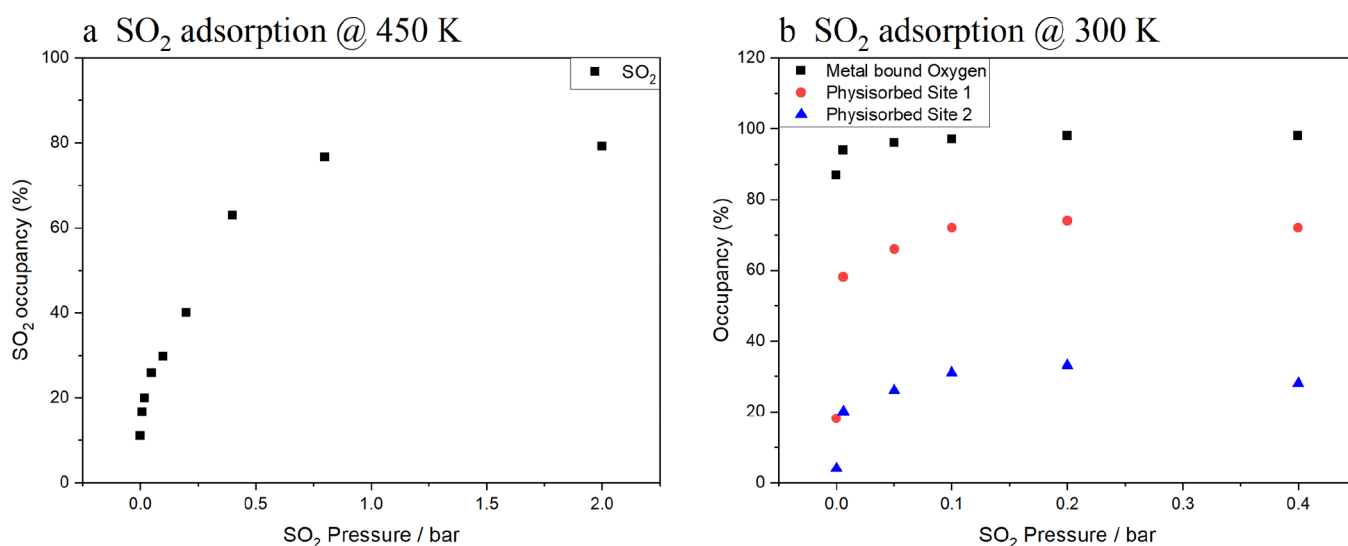 a SO₂ adsorption @ 450 K
100
80
60
40
20
0
SO₂ occupancy (%)
SO₂
0.0 0.5 1.0 1.5 2.0
SO₂ Pressure / bar
b SO₂ adsorption @ 300 K
120
100
80
60
40
20
0
Occupancy (%)
Metal bound Oxygen
Physisorbed Site 1
Physisorbed Site 2
0.0 0.1 0.2 0.3 0.4
SO₂ Pressure / bar